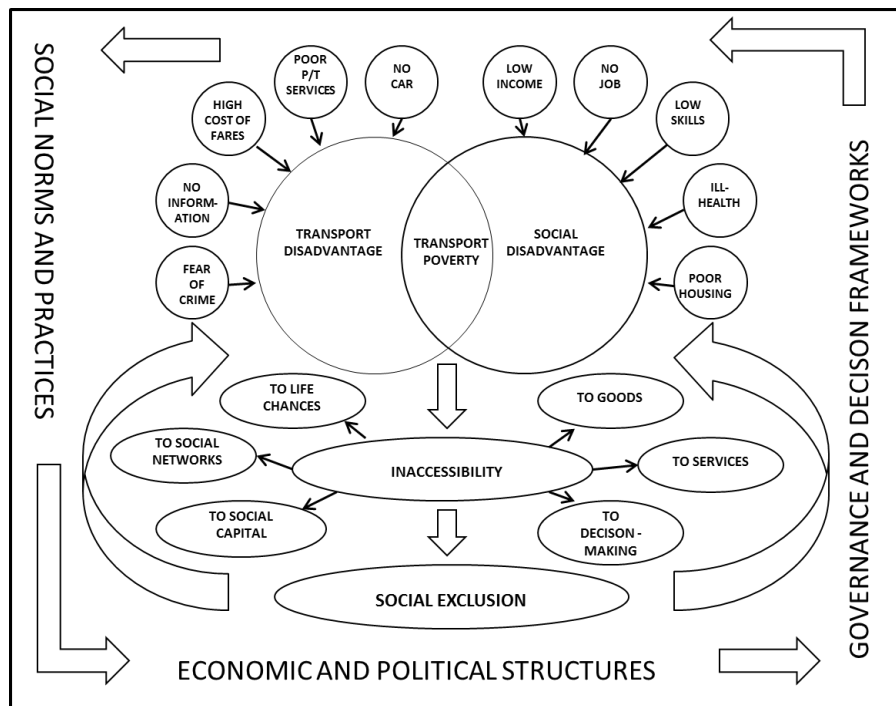 SOCIAL NORMS AND PRACTICES
POOR
P/T
SERVICES
NO
CAR
LOW
INCOME
NO
JOB
HIGH
COST OF
FARES
LOW
SKILLS
NO
INFORM-
ATION
ILL-
HEALTH
FEAR
OF
CRIME
POOR
HOUSING
TRANSPORT
DISADVANTAGE
TRANSPORT
POVERTY
SOCIAL
DISADVANTAGE
GOVERNANCE AND DECISON FRAMEWORKS
TO LIFE
CHANCES
TO GOODS
TO SOCIAL
NETWORKS
INACCESSIBILITY
TO SERVICES
TO SOCIAL
CAPITAL
TO
DECISON -
MAKING
SOCIAL EXCLUSION
ECONOMIC AND POLITICAL STRUCTURES